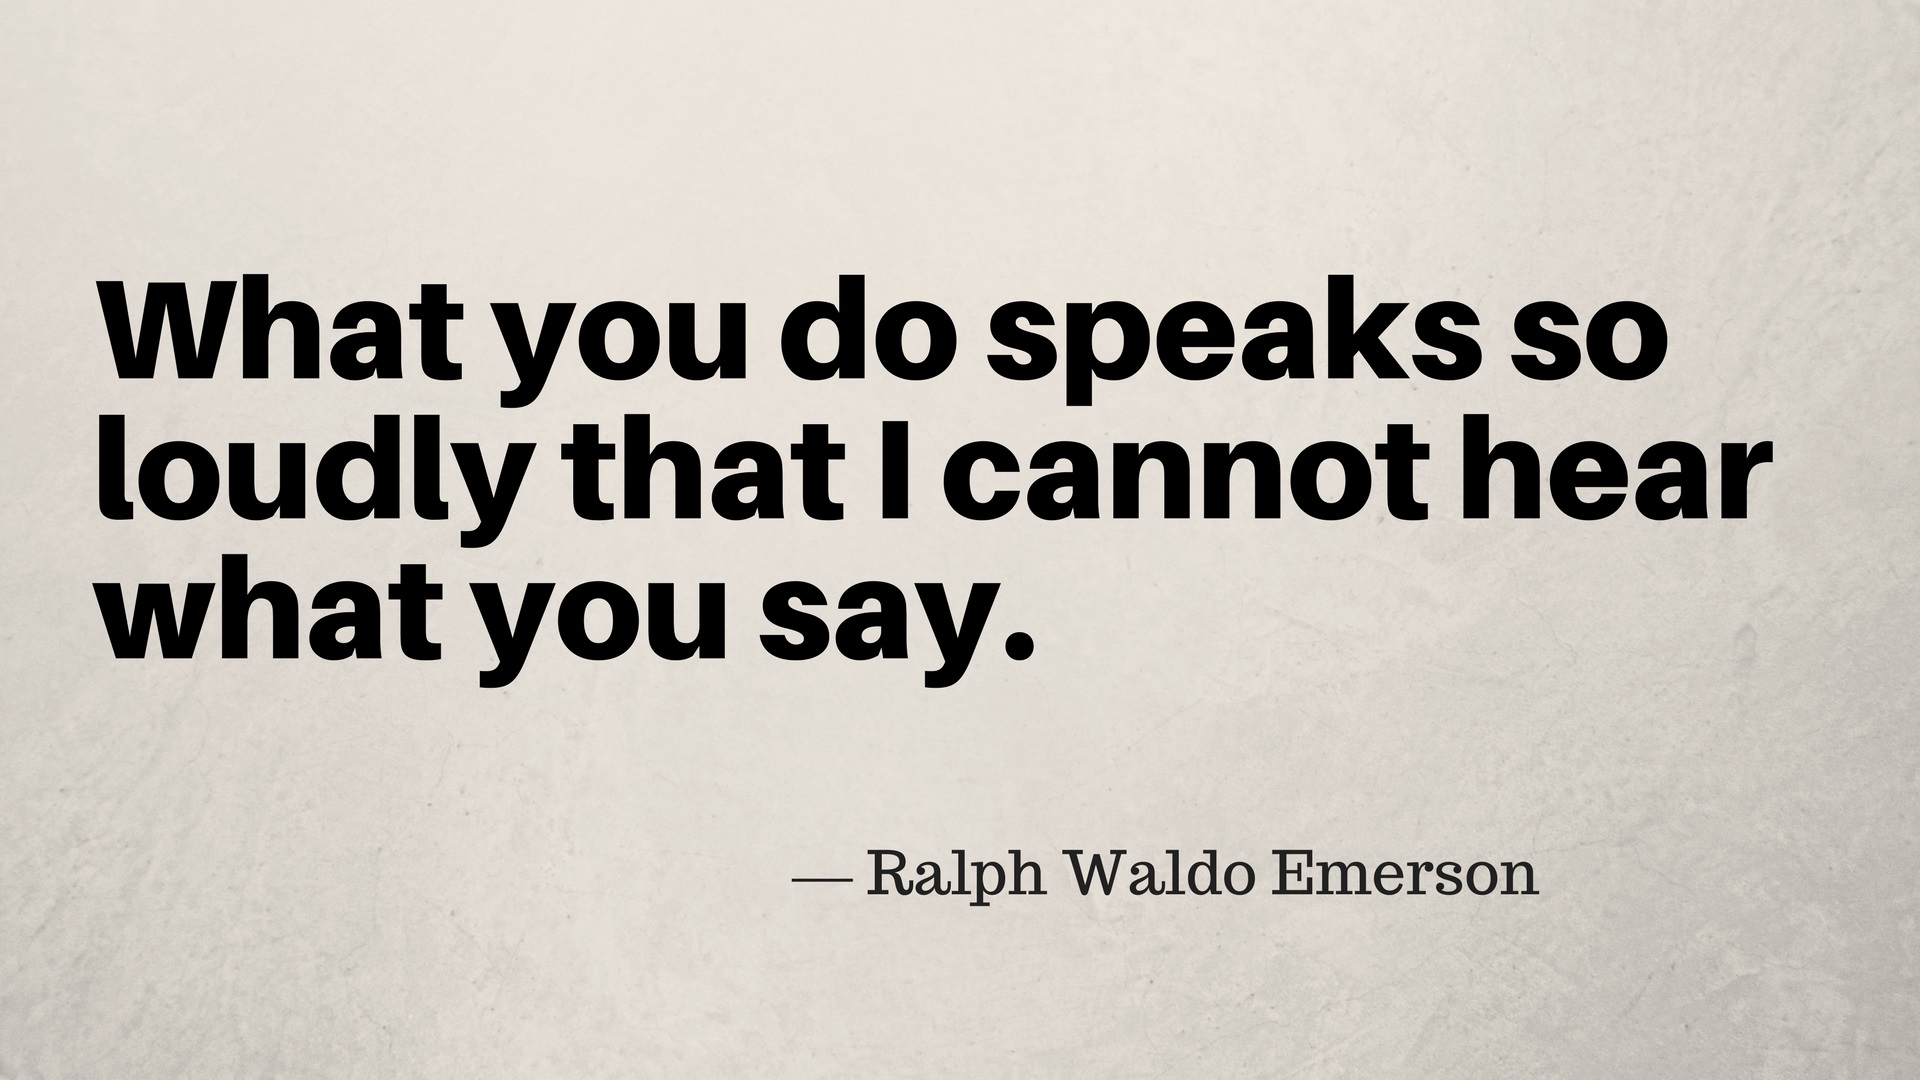 What you do speaks so
loudly that I cannot hear
what you say.
— Ralph Waldo Emerson